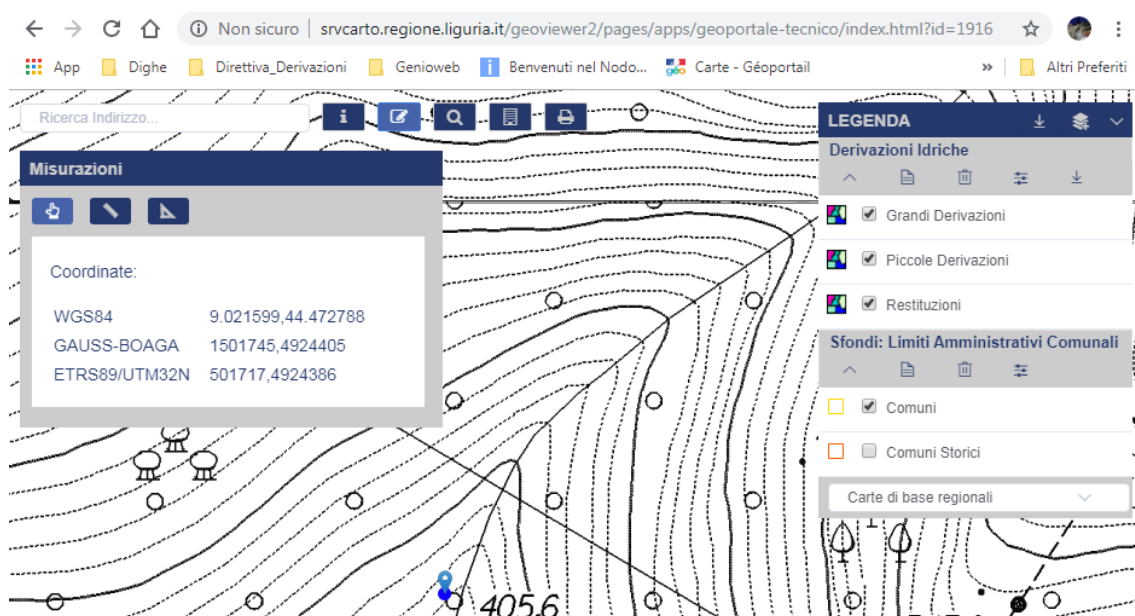 Non sicuro | srvcarto.regione.liguria.it/geoviewer2/pages/apps/geoportale-tecnico/index.html?id=1916
App Dighe Direttiva_Derivazioni Genioweb Benvenuti nel Nodo... Carte - Géoportail » Altri Preferiti
Ricerca Indirizzo...
Misurazioni
Coordinate:
WGS84 9.021599,44.472788
GAUSS-BOAGA 1501745,4924405
ETRS89/UTM32N 501717,4924386
LEGENDA
Derivazioni Idriche
Grandi Derivazioni
Piccole Derivazioni
Restituzioni
Sfondi: Limiti Amministrativi Comunali
Comuni
Comuni Storici
Carte di base regionali
405.6